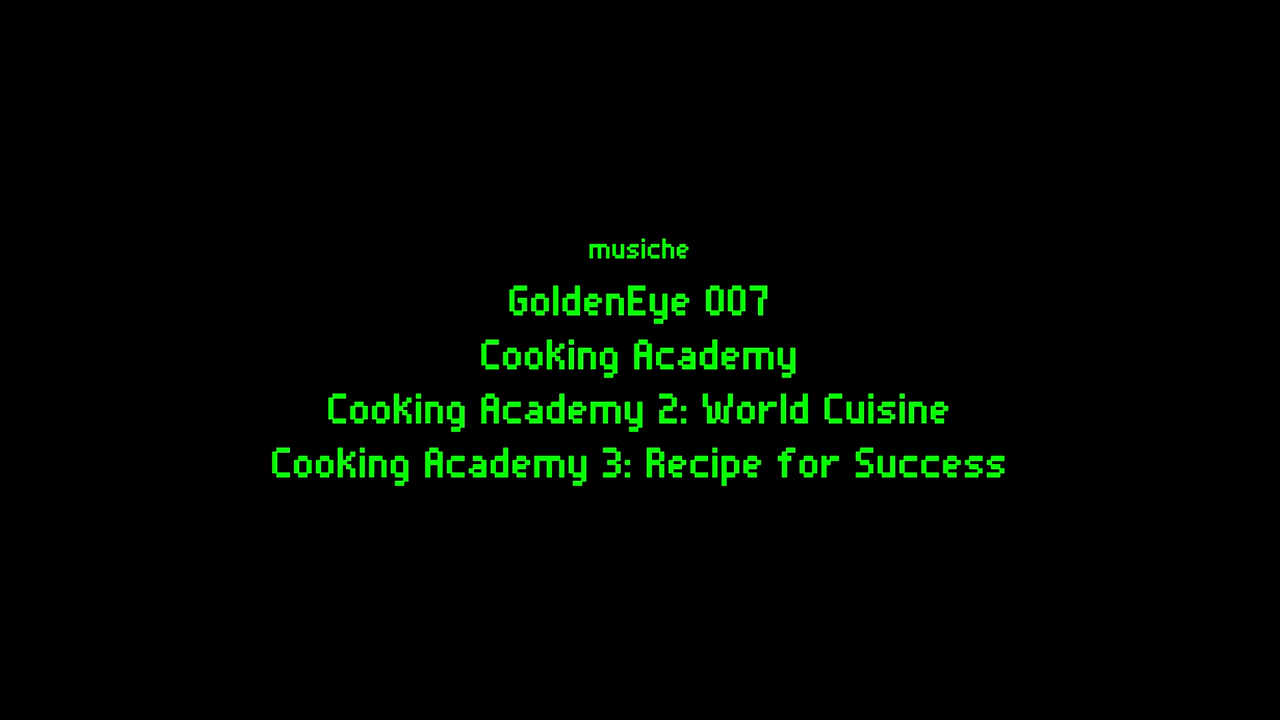 musiche
GoldenEye 007
Cooking Academy
Cooking Academy 2: World Cuisine
Cooking Academy 3: Recipe for Success